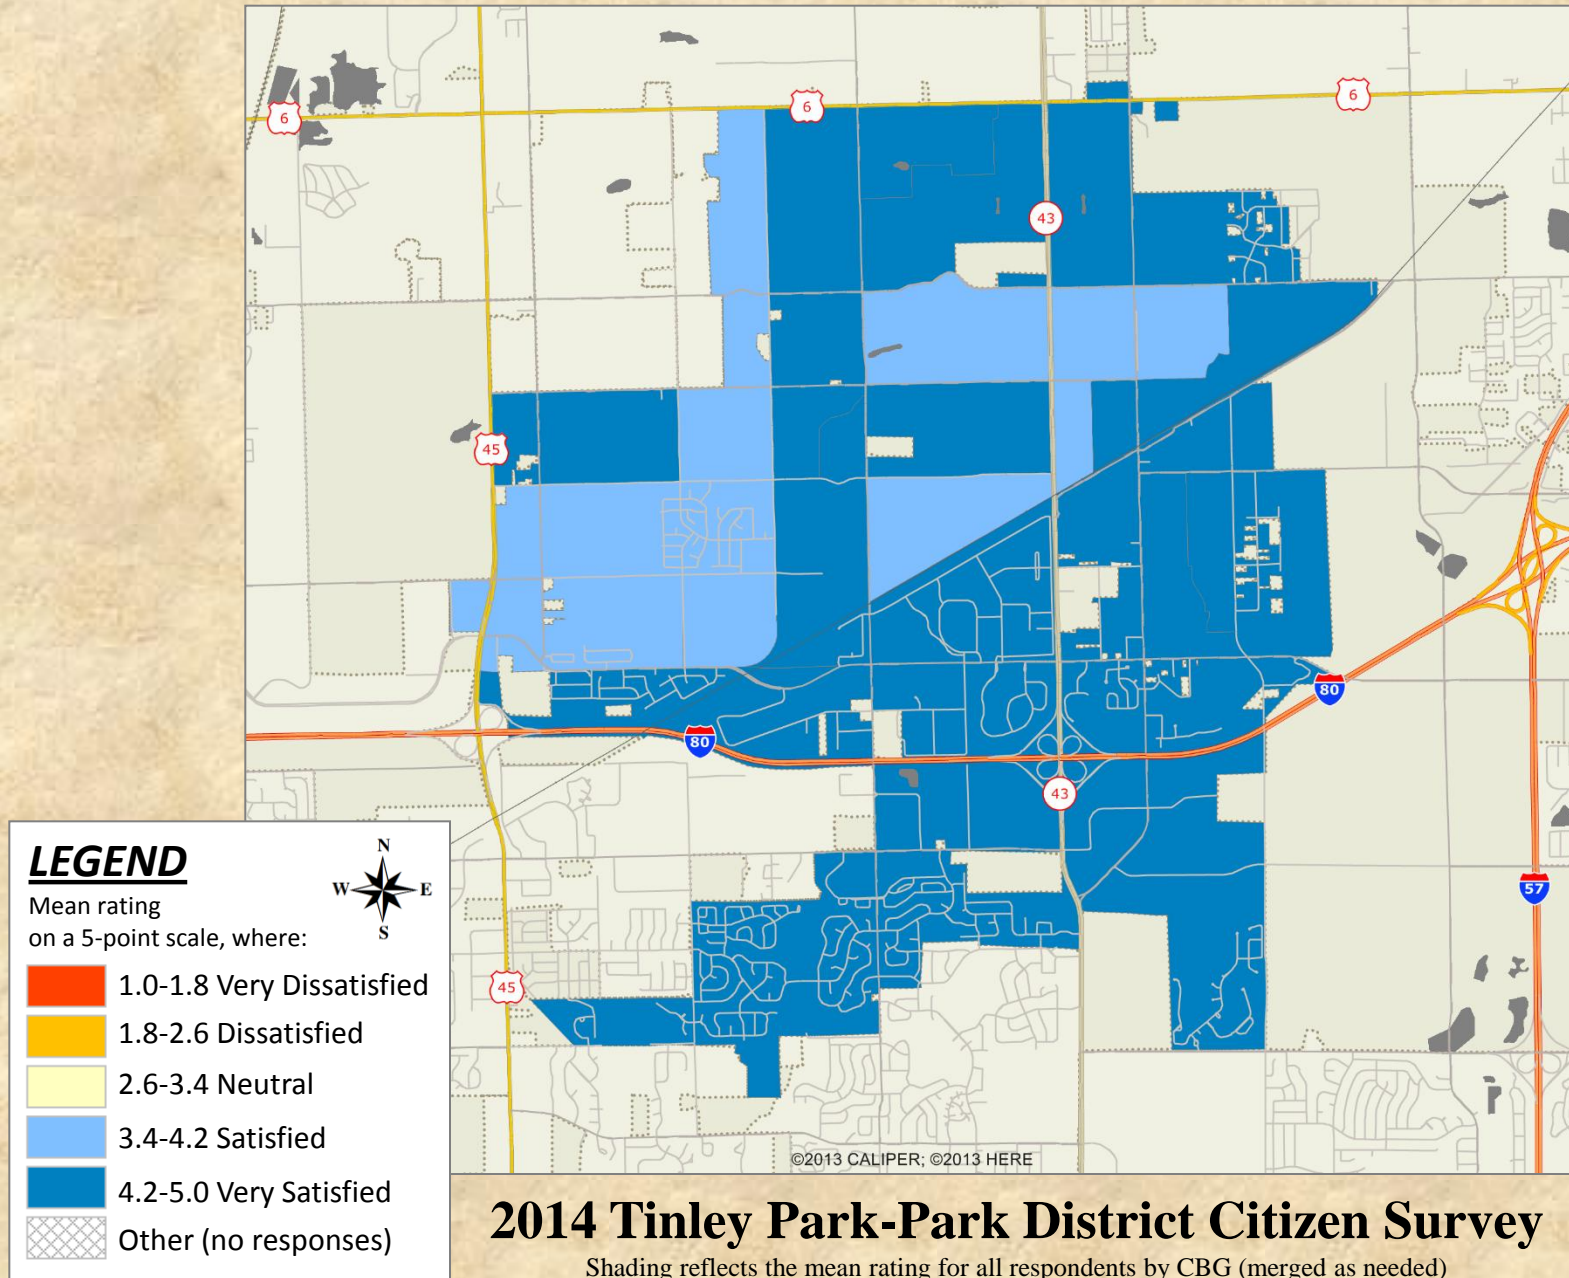 6
6
6
43
45
80
80
43
57
45
LEGEND
N
W
E
S
Mean rating
on a 5-point scale, where:
1.0-1.8 Very Dissatisfied
1.8-2.6 Dissatisfied
2.6-3.4 Neutral
3.4-4.2 Satisfied
4.2-5.0 Very Satisfied
Other (no responses)
©2013 CALIPER; ©2013 HERE
2014 Tinley Park-Park District Citizen Survey
Shading reflects the mean rating for all respondents by CBG (merged as needed)